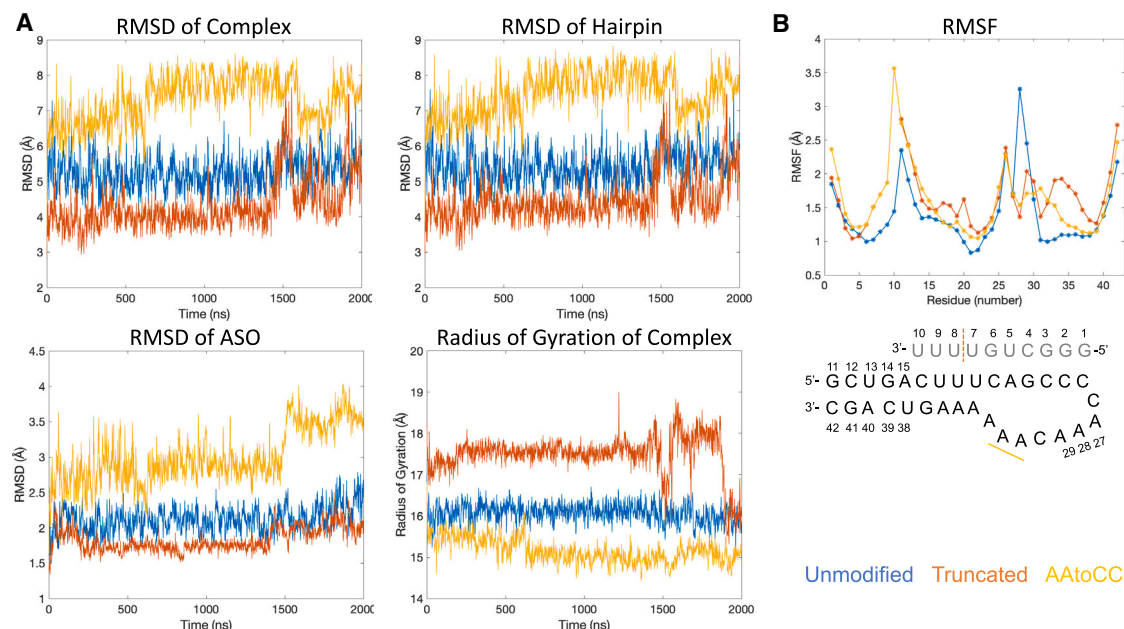 A
RMSD of Complex
9
8
7
6
5
4
3
2
RMSD (Å)
0 500 1000 1500 2000
Time (ns)
RMSD of Hairpin
9
8
7
6
5
4
3
2
RMSD (Å)
0 500 1000 1500 2000
Time (ns)
RMSD of ASO
4.5
4
3.5
3
2.5
2
1.5
1
RMSD (Å)
0 500 1000 1500 2000
Time (ns)
Radius of Gyration of Complex
20
19
18
17
16
15
14
Radius of Gyration (Å)
0 500 1000 1500 2000
Time (ns)
B
RMSF
4
3.5
3
2.5
2
1.5
1
0.5
RMSF (Å)
0 5 10 15 20 25 30 35 40
Residue (number)
10 9 8 7 6 5 4 3 2 1
3'- U U U U G U C G G G -5'
11 12 13 14 15
5'- G C U G A C U U U C A G C C C
C
A
A
A
C
A
A
A
3'- C G A C U G A A A
42 41 40 39 38
29 28 27
Unmodified Truncated AAtoCC